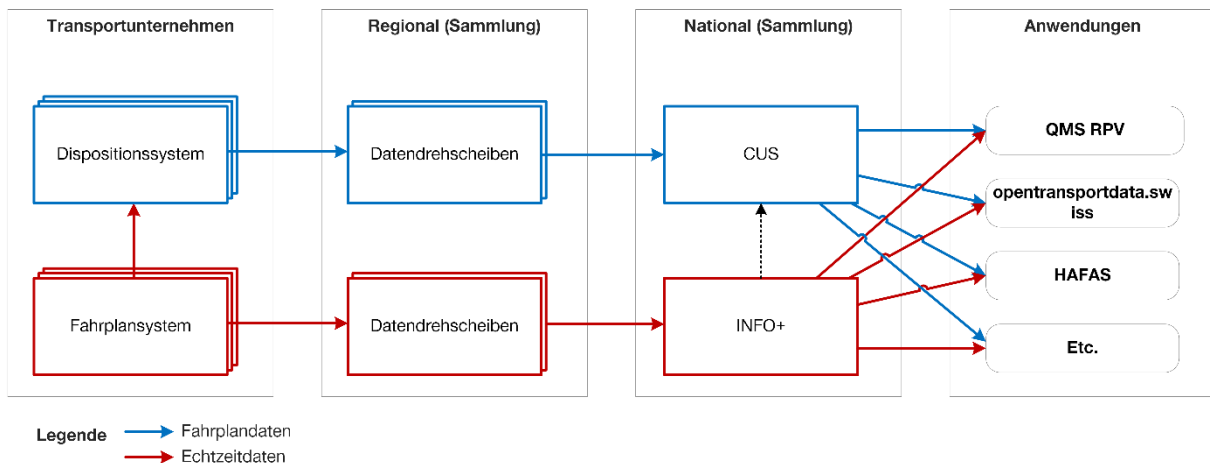 Transportunternehmen
Regional (Sammlung)
National (Sammlung)
Anwendungen
Dispositionssystem
Datendrehscheiben
CUS
QMS RPV
opentransportdata.sw
iss
HAFAS
Fahrplansystem
Datendrehscheiben
INFO+
Etc.
Legende
Fahrplandaten
Echtzeitdaten